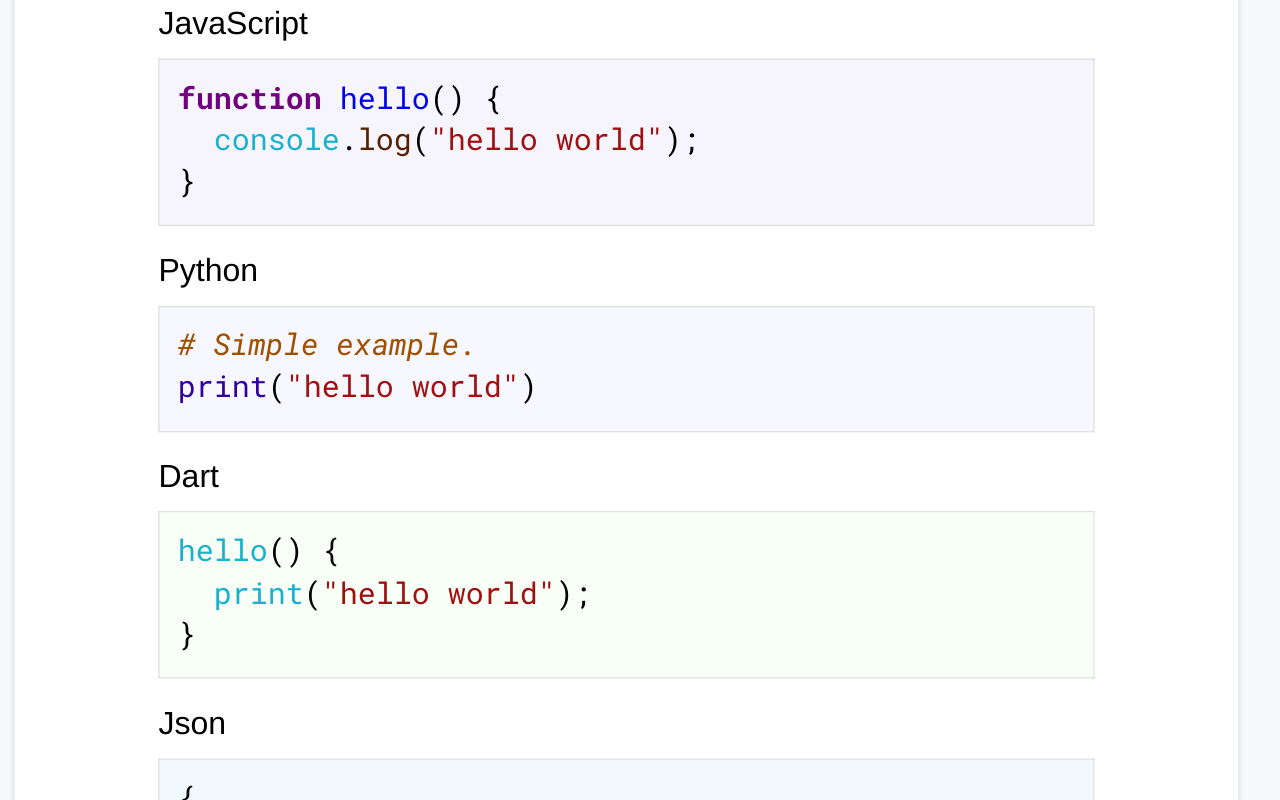 JavaScript
function hello() {
  console.log("hello world");
}
Python
# Simple example.
print("hello world")
Dart
hello() {
  print("hello world");
}
Json
{